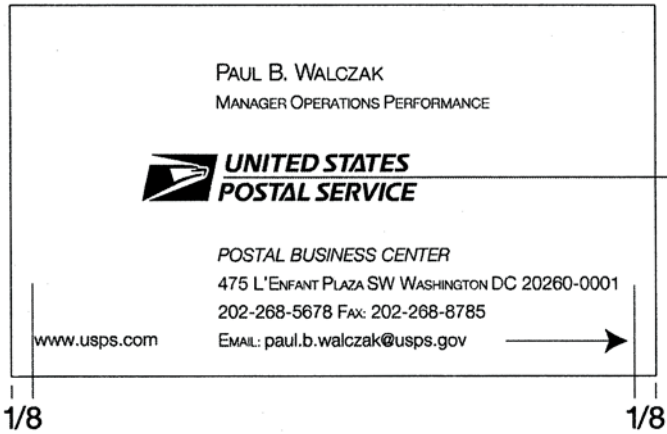 PAUL B. WALCZAK
MANAGER OPERATIONS PERFORMANCE
UNITED STATES
POSTAL SERVICE
POSTAL BUSINESS CENTER
475 L'ENFANT PLAZA SW WASHINGTON DC 20260-0001
202-268-5678 FAX: 202-268-8785
www.usps.com EMAIL: paul.b.walczak@usps.gov
1/8 1/8